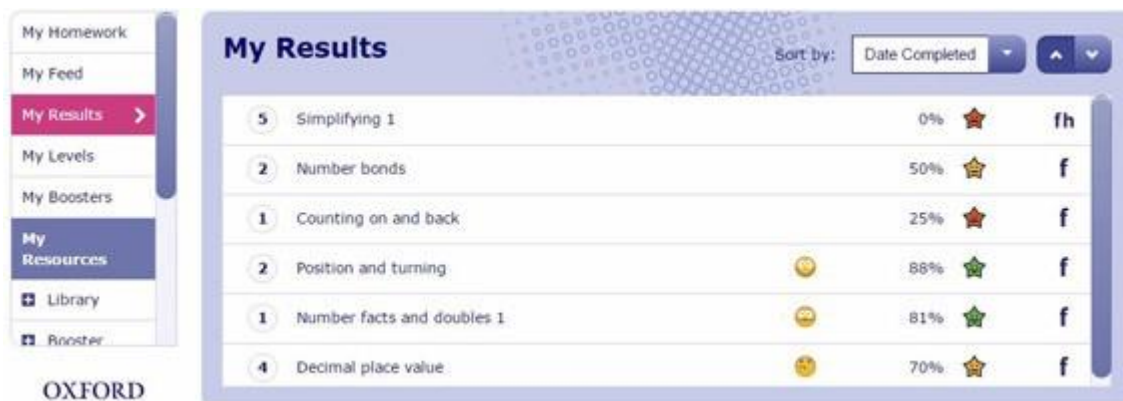 My Homework
My Feed
My Results
My Levels
My Boosters
My
Resources
Library
Booster
OXFORD
My Results
Sort by: Date Completed
5 Simplifying 1 0% fh
2 Number bonds 50% f
1 Counting on and back 25% f
2 Position and turning 88% f
1 Number facts and doubles 1 81% f
4 Decimal place value 70% f